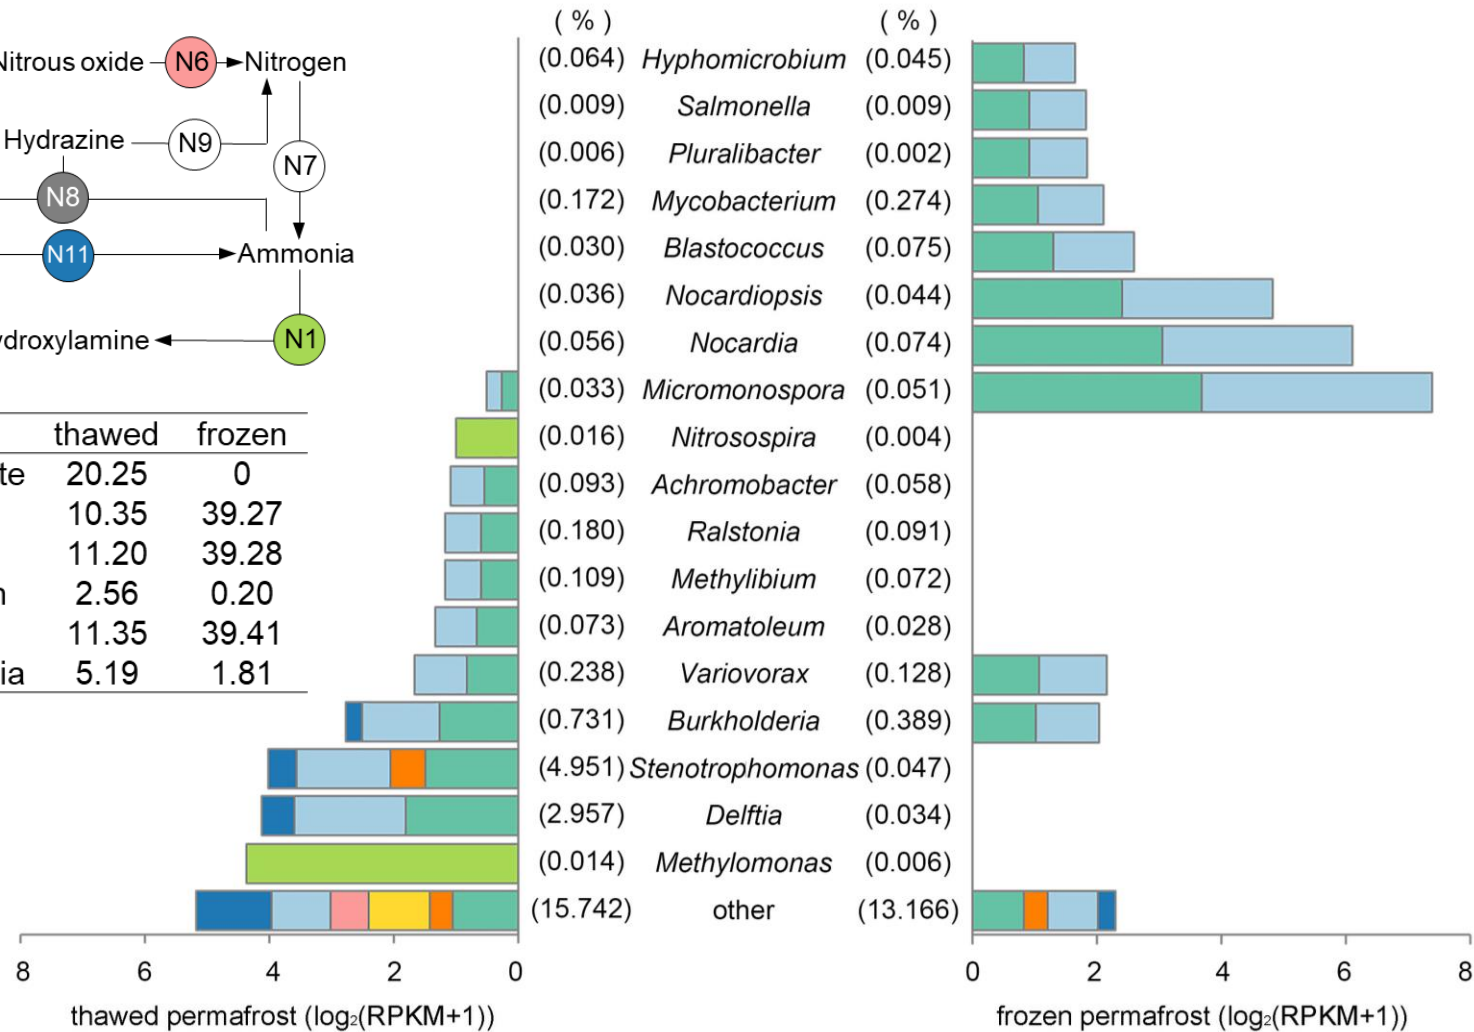 ( % ) ( % )
Nitrous oxide N6 Nitrogen
(0.064) Hyphomicrobium (0.045)
(0.009) Salmonella (0.009)
Hydrazine N9
N7
(0.006) Pluralibacter (0.002)
N8
(0.172) Mycobacterium (0.274)
N11 Ammonia
(0.030) Blastococcus (0.075)
(0.036) Nocardiopsis (0.044)
ydroxylamine N1
(0.056) Nocardia (0.074)
(0.033) Micromonospora (0.051)
thawed frozen
(0.016) Nitrosospira (0.004)
te 20.25 0
(0.093) Achromobacter (0.058)
10.35 39.27
(0.180) Ralstonia (0.091)
11.20 39.28
(0.109) Methylibium (0.072)
n 2.56 0.20
(0.073) Aromatoleum (0.028)
11.35 39.41
(0.238) Variovorax (0.128)
ia 5.19 1.81
(0.731) Burkholderia (0.389)
(4.951) Stenotrophomonas (0.047)
(2.957) Delftia (0.034)
(0.014) Methylomonas (0.006)
(15.742) other (13.166)
8 6 4 2 0 0 2 4 6 8
thawed permafrost (log₂(RPKM+1)) frozen permafrost (log₂(RPKM+1))